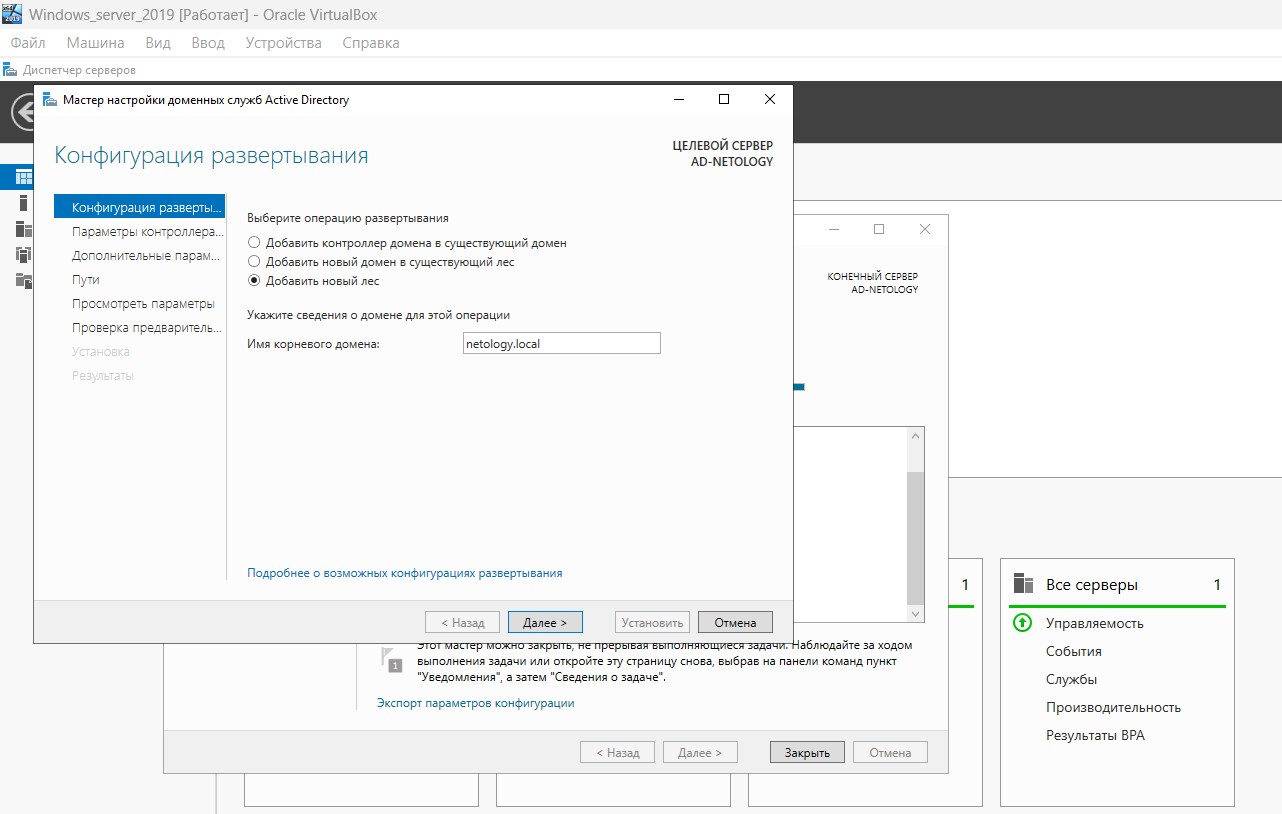 Windows_server_2019 [Работает] - Oracle VirtualBox
Файл Машина Вид Ввод Устройства Справка
Диспетчер серверов
Мастер настройки доменных служб Active Directory
Конфигурация развертывания
ЦЕЛЕВОЙ СЕРВЕР
AD-NETOLOGY
Конфигурация разверты...
Параметры контроллера...
Дополнительные парам...
Пути
Просмотреть параметры
Проверка предваритель...
Установка
Результаты
Выберите операцию развертывания
Добавить контроллер домена в существующий домен
Добавить новый домен в существующий лес
Добавить новый лес
Укажите сведения о домене для этой операции
Имя корневого домена: netology.local
Подробнее о возможных конфигурациях развертывания
< Назад Далее > Установить Отмена
КОНЕЧНЫЙ СЕРВЕР
AD-NETOLOGY
1
Этот мастер можно закрыть, не прерывая выполняющиеся задачи. Наблюдайте за ходом
выполнения задачи или откройте эту страницу снова, выбрав на панели команд пункт
"Уведомления", а затем "Сведения о задаче".
Экспорт параметров конфигурации
< Назад Далее > Закрыть Отмена
1
Все серверы 1
Управляемость
События
Службы
Производительность
Результаты BPA